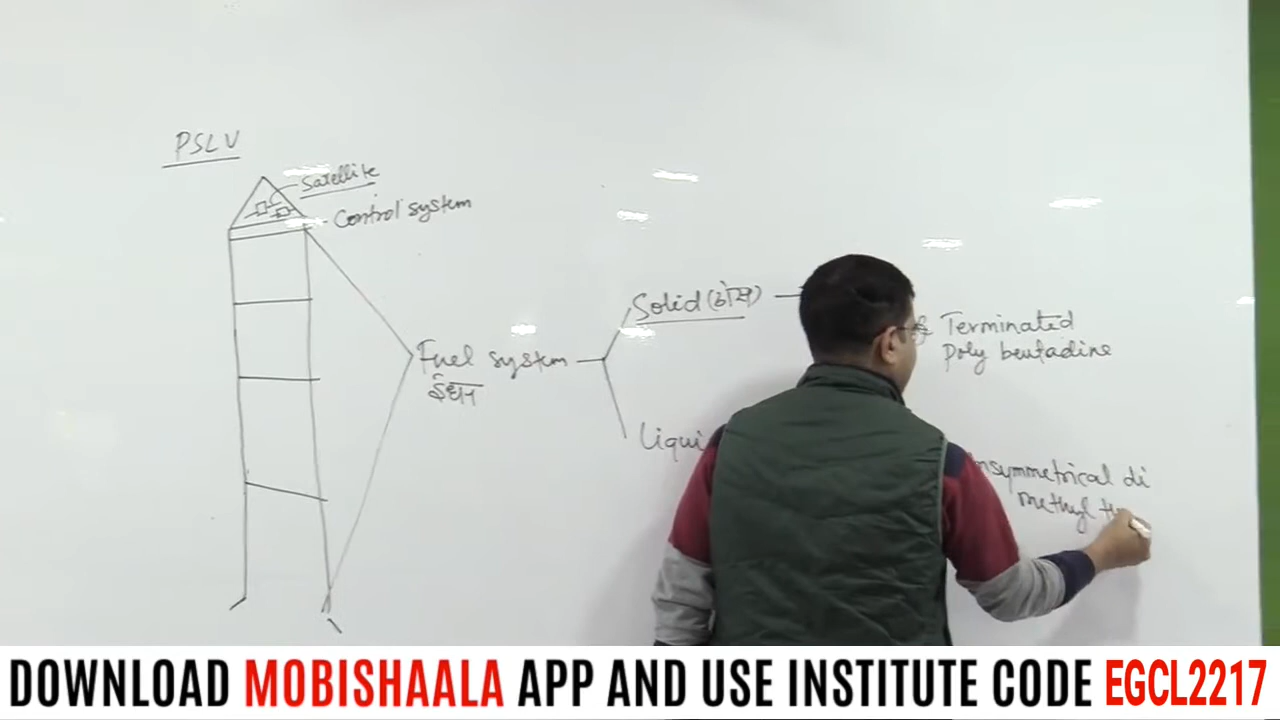 PSLV
Satellite
Control system
Fuel system
ईंधन
Solid (ठोस)
Terminated
Poly beutadine
Liqui
nsymmetrical di
methyl
DOWNLOAD MOBISHAALA APP AND USE INSTITUTE CODE EGCL2217